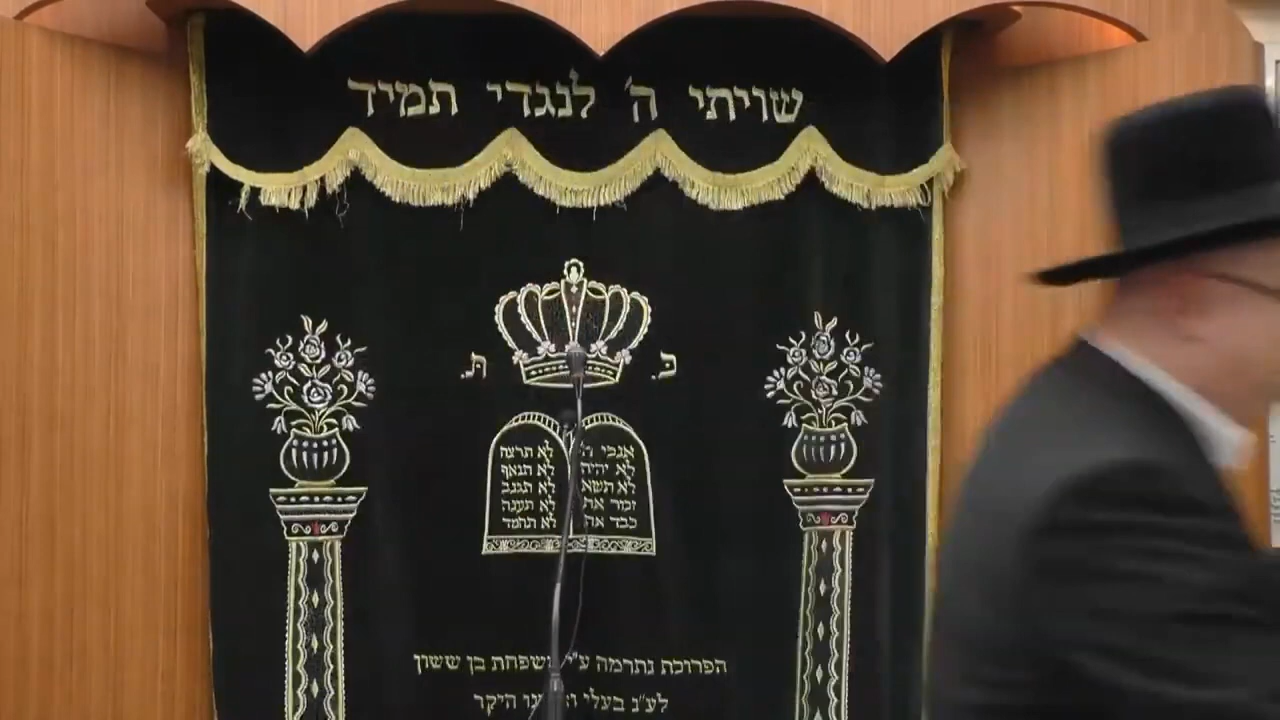 שויתי ה' לנגדי תמיד
כ. ת.
אנכי ה'
לא יהיה
לא תשא
זכור את
כבד את
לא תרצח
לא תנאף
לא תגנב
לא תענה
לא תחמד
הפרוכת נתרמה ע"י משפחת בן ששון
לע"נ בעלי היקר